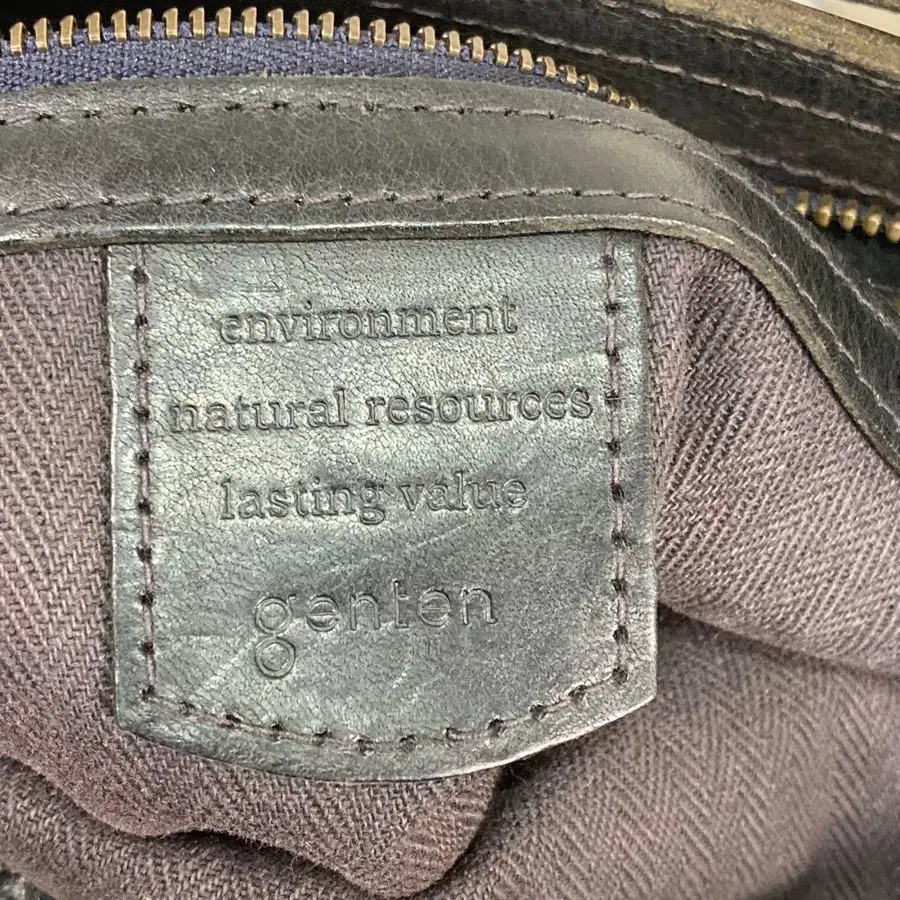 environment
natural resources
lasting value
genten